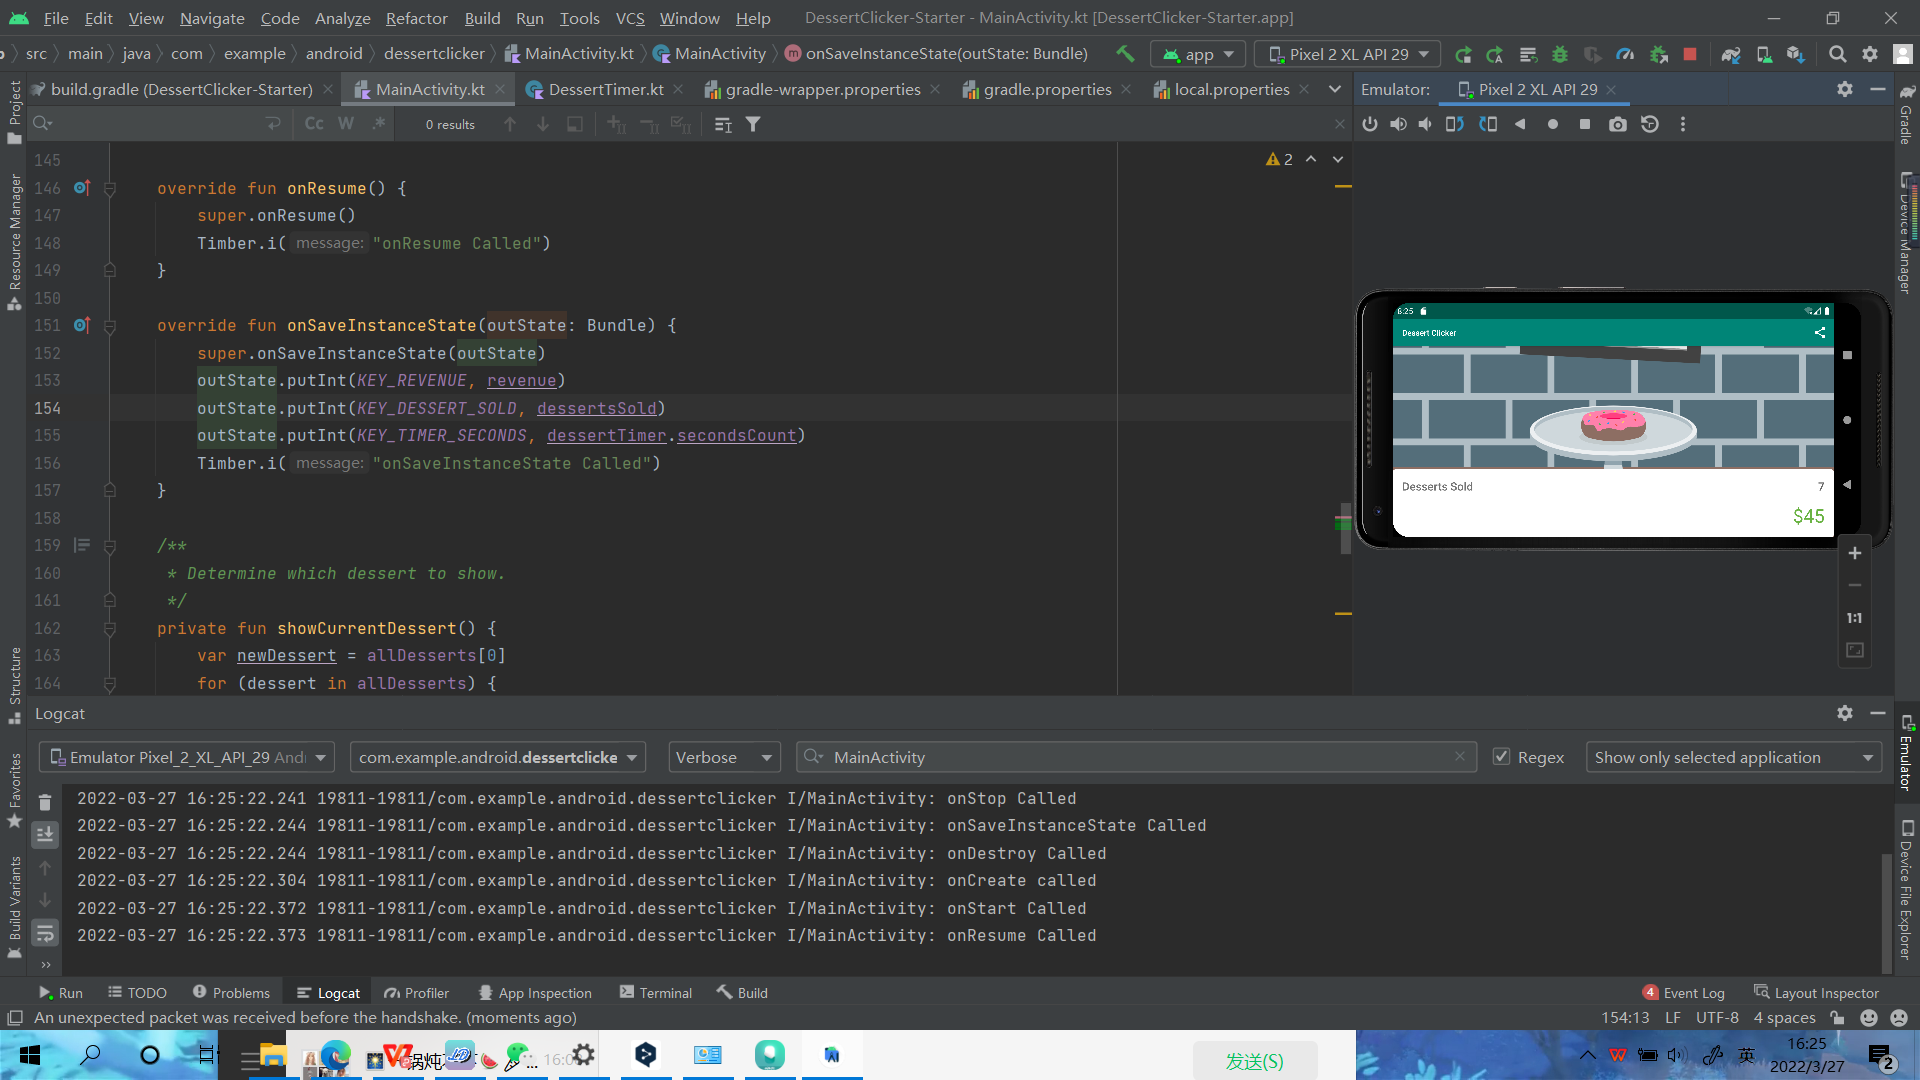 File Edit View Navigate Code Analyze Refactor Build Run Tools VCS Window Help DessertClicker-Starter - MainActivity.kt [DessertClicker-Starter.app]
src main java com example android dessertclicker MainActivity.kt MainActivity onSaveInstanceState(outState: Bundle) app Pixel 2 XL API 29
build.gradle (DessertClicker-Starter) MainActivity.kt DessertTimer.kt gradle-wrapper.properties gradle.properties local.properties Emulator: Pixel 2 XL API 29
Cc W .* 0 results
Project
Resource Manager
Structure
Favorites
Build Variants
145
146 override fun onResume() {
147 super.onResume()
148 Timber.i( message: "onResume Called")
149 }
150
151 override fun onSaveInstanceState(outState: Bundle) {
152 super.onSaveInstanceState(outState)
153 outState.putInt(KEY_REVENUE, revenue)
154 outState.putInt(KEY_DESSERT_SOLD, dessertsSold)
155 outState.putInt(KEY_TIMER_SECONDS, dessertTimer.secondsCount)
156 Timber.i( message: "onSaveInstanceState Called")
157 }
158
159 /**
160 * Determine which dessert to show.
161 */
162 private fun showCurrentDessert() {
163 var newDessert = allDesserts[0]
164 for (dessert in allDesserts) {
2
6:25
Dessert Clicker
Desserts Sold 7
$45
1:1
Gradle
Device Manager
Emulator
Device File Explorer
Logcat
Emulator Pixel_2_XL_API_29 Andr com.example.android.dessertclicke Verbose MainActivity Regex Show only selected application
2022-03-27 16:25:22.241 19811-19811/com.example.android.dessertclicker I/MainActivity: onStop Called
2022-03-27 16:25:22.244 19811-19811/com.example.android.dessertclicker I/MainActivity: onSaveInstanceState Called
2022-03-27 16:25:22.244 19811-19811/com.example.android.dessertclicker I/MainActivity: onDestroy Called
2022-03-27 16:25:22.304 19811-19811/com.example.android.dessertclicker I/MainActivity: onCreate called
2022-03-27 16:25:22.372 19811-19811/com.example.android.dessertclicker I/MainActivity: onStart Called
2022-03-27 16:25:22.373 19811-19811/com.example.android.dessertclicker I/MainActivity: onResume Called
Run TODO Problems Logcat Profiler App Inspection Terminal Build 4 Event Log Layout Inspector
An unexpected packet was received before the handshake. (moments ago) 154:13 LF UTF-8 4 spaces
发送(S) 英 16:25
2022/3/27 2